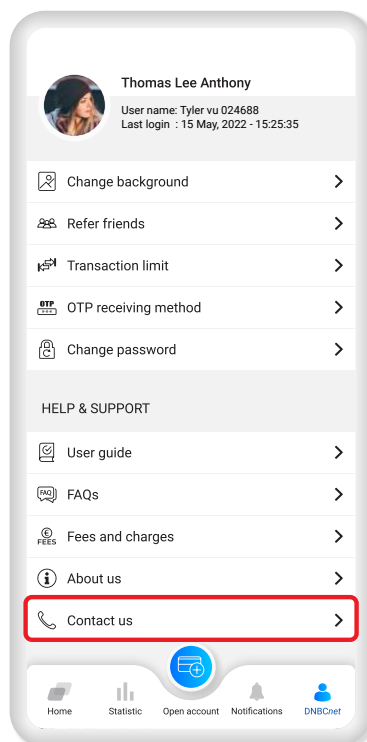 Thomas Lee Anthony
User name: Tyler vu 024688
Last login : 15 May, 2022 - 15:25:35
Change background
Refer friends
Transaction limit
OTP
OTP receiving method
Change password
HELP & SUPPORT
User guide
FAQ
FAQs
€
FEES
Fees and charges
i
About us
Contact us
Home
Statistic
Open account
Notifications
DNBCnet